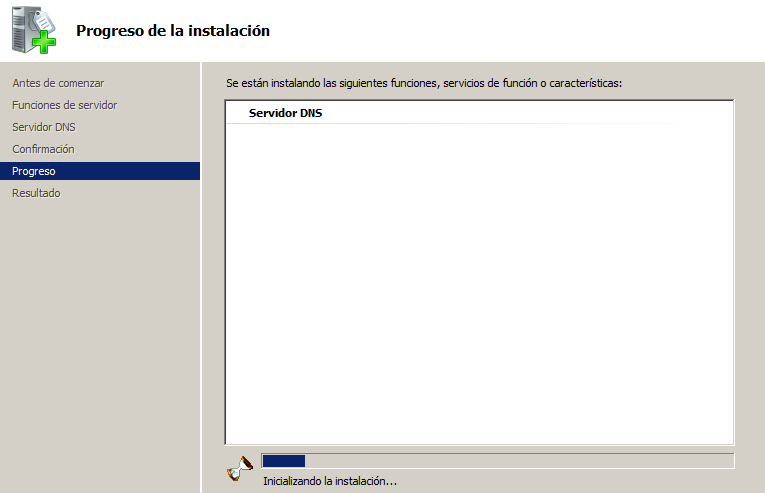 Progreso de la instalación
Antes de comenzar
Funciones de servidor
Servidor DNS
Confirmación
Progreso
Resultado
Se están instalando las siguientes funciones, servicios de función o características:
Servidor DNS
Inicializando la instalación...